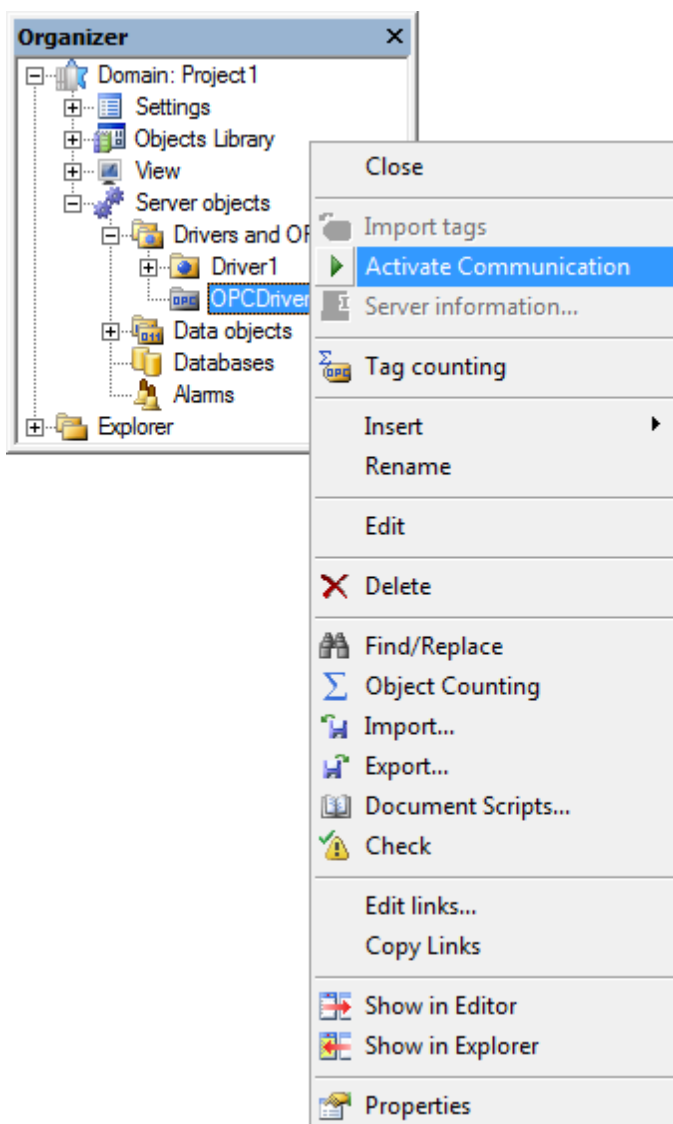 Organizer
Domain: Project1
Settings
Objects Library
View
Server objects
Drivers and OP
Driver1
OPCDriver
Data objects
Databases
Alarms
Explorer
Close
Import tags
Activate Communication
Server information...
Tag counting
Insert
Rename
Edit
Delete
Find/Replace
Object Counting
Import...
Export...
Document Scripts...
Check
Edit links...
Copy Links
Show in Editor
Show in Explorer
Properties